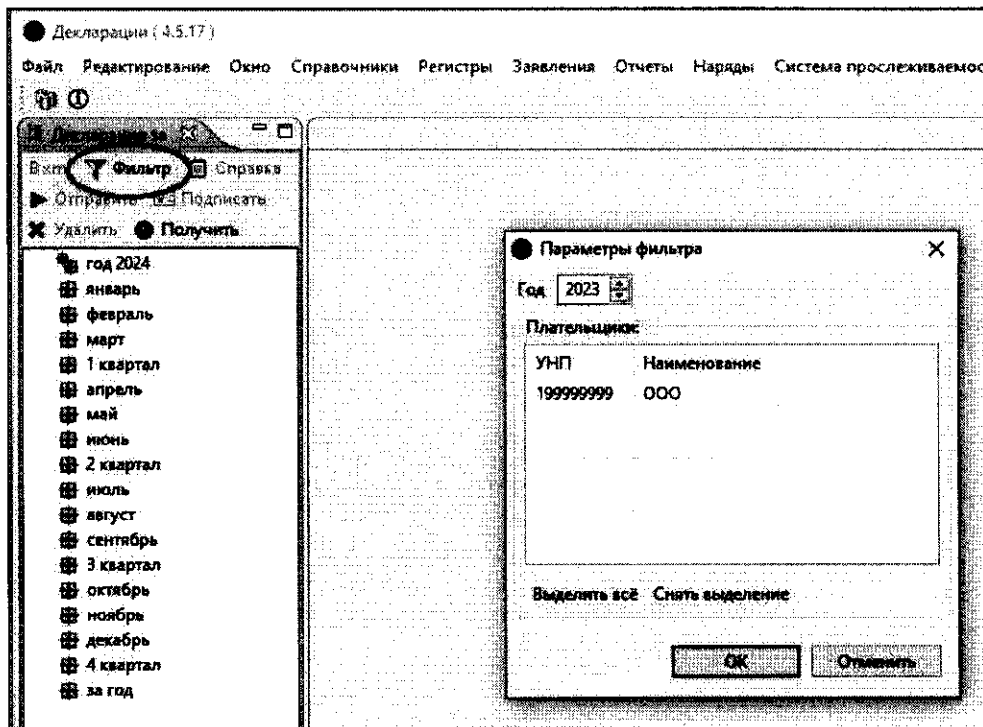 Декларации ( 4.5.17 )
Файл Редактирование Окно Справочники Регистры Заявления Отчеты Наряды Система прослеживаемос
Декларации за
Фильтр Справка
Отправить Подписать
Удалить Получить
год 2024
январь
февраль
март
1 квартал
апрель
май
июнь
2 квартал
июль
август
сентябрь
3 квартал
октябрь
ноябрь
декабрь
4 квартал
за год
Параметры фильтра
Год 2023
Плательщики:
УНП Наименование
199999999 ООО
Выделить всё Снять выделение
ОК Отменить